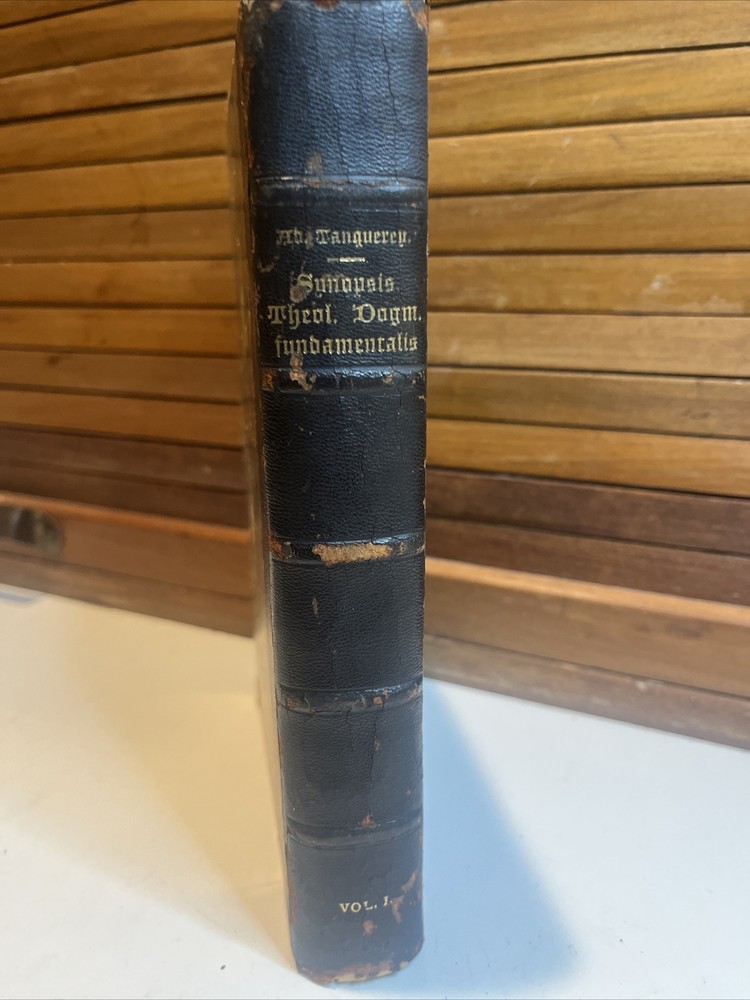 Ad. Tanquerey.
Synopsis
Theol. Dogm.
fundamentalis
VOL. I.